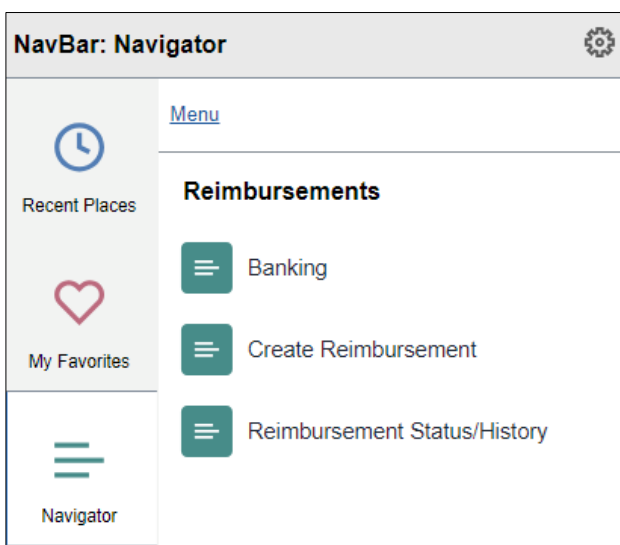 NavBar: Navigator
Menu
Recent Places
Reimbursements
Banking
My Favorites
Create Reimbursement
Reimbursement Status/History
Navigator